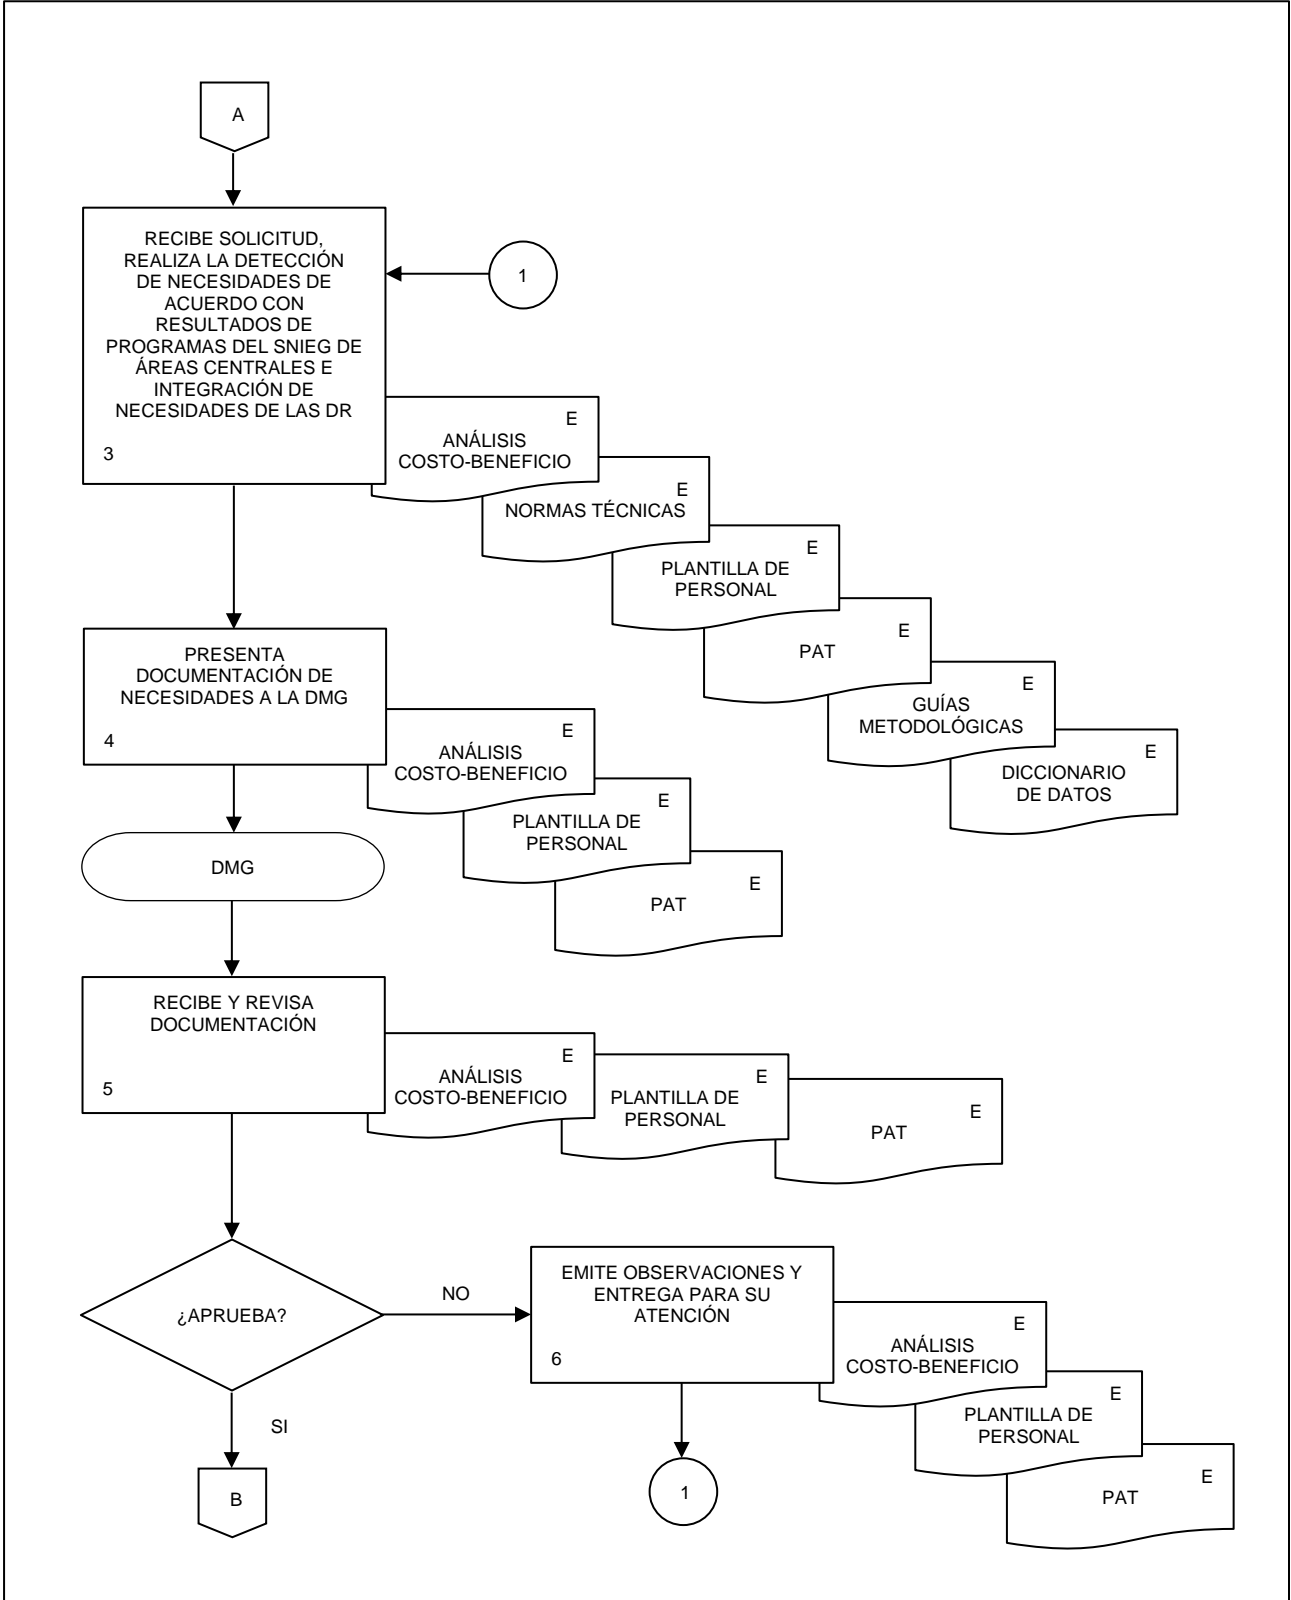 A
RECIBE SOLICITUD,
REALIZA LA DETECCIÓN
DE NECESIDADES DE
ACUERDO CON
RESULTADOS DE
PROGRAMAS DEL SNIEG DE
ÁREAS CENTRALES E
INTEGRACIÓN DE
NECESIDADES DE LAS DR
3
1
E
ANÁLISIS
COSTO-BENEFICIO
E
NORMAS TÉCNICAS
E
PLANTILLA DE
PERSONAL
E
PAT
E
GUÍAS
METODOLÓGICAS
E
DICCIONARIO
DE DATOS
PRESENTA
DOCUMENTACIÓN DE
NECESIDADES A LA DMG
4
E
ANÁLISIS
COSTO-BENEFICIO
E
PLANTILLA DE
PERSONAL
E
PAT
DMG
RECIBE Y REVISA
DOCUMENTACIÓN
5
E
ANÁLISIS
COSTO-BENEFICIO
E
PLANTILLA DE
PERSONAL
E
PAT
¿APRUEBA?
NO
SI
EMITE OBSERVACIONES Y
ENTREGA PARA SU
ATENCIÓN
6
E
ANÁLISIS
COSTO-BENEFICIO
E
PLANTILLA DE
PERSONAL
E
PAT
B
1